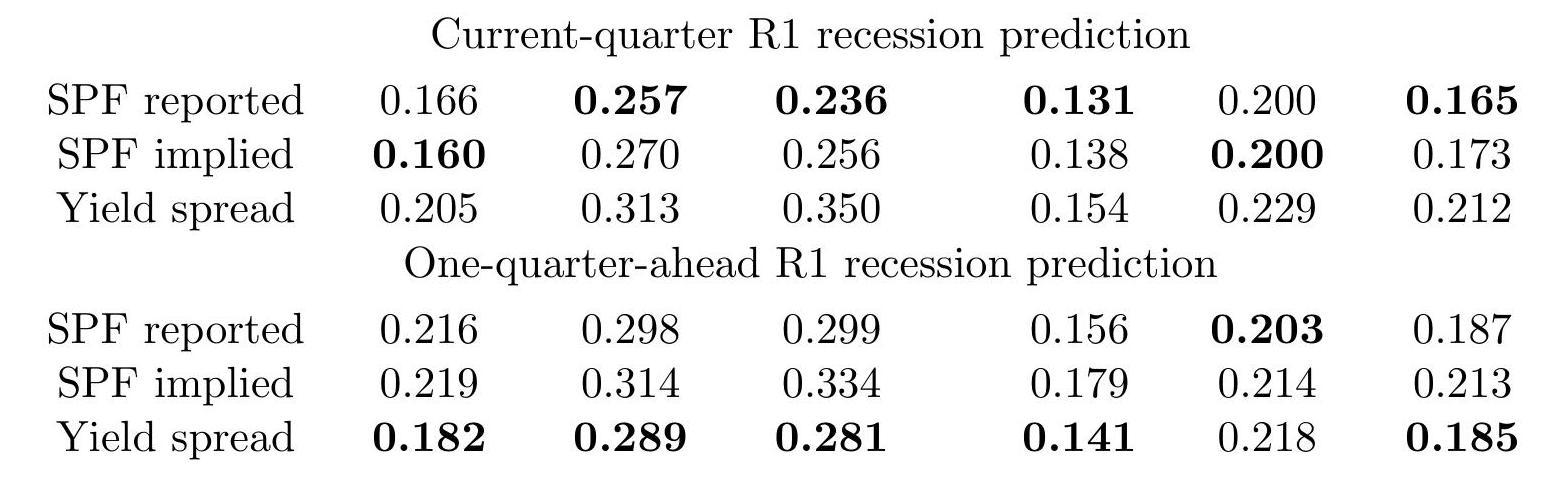 Current-quarter R1 recession prediction
SPF reported 0.166 0.257 0.236 0.131 0.200 0.165
SPF implied 0.160 0.270 0.256 0.138 0.200 0.173
Yield spread 0.205 0.313 0.350 0.154 0.229 0.212
One-quarter-ahead R1 recession prediction
SPF reported 0.216 0.298 0.299 0.156 0.203 0.187
SPF implied 0.219 0.314 0.334 0.179 0.214 0.213
Yield spread 0.182 0.289 0.281 0.141 0.218 0.185